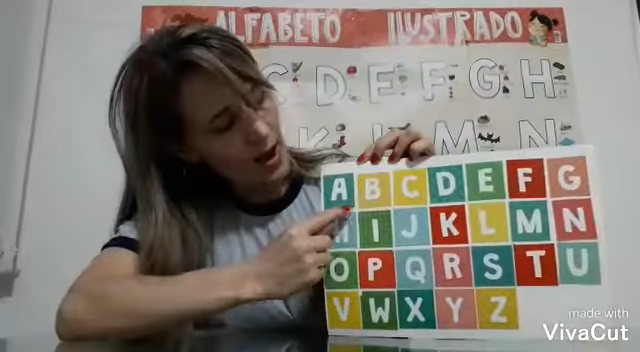 ALFABETO ILUSTRADO
C D E F G H
K L M N
A B C D E F G
H I J K L M N
O P Q R S T U
V W X Y Z
made with
VivaCut